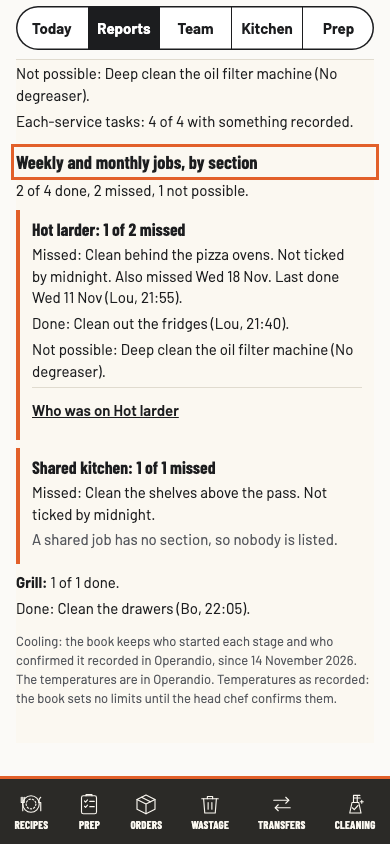 Today
Reports
Team
Kitchen
Prep
Not possible: Deep clean the oil filter machine (No
degreaser).
Each-service tasks: 4 of 4 with something recorded.
Weekly and monthly jobs, by section
2 of 4 done, 2 missed, 1 not possible.
Hot larder: 1 of 2 missed
Missed: Clean behind the pizza ovens. Not ticked
by midnight. Also missed Wed 18 Nov. Last done
Wed 11 Nov (Lou, 21:55).
Done: Clean out the fridges (Lou, 21:40).
Not possible: Deep clean the oil filter machine (No
degreaser).
Who was on Hot larder
Shared kitchen: 1 of 1 missed
Missed: Clean the shelves above the pass. Not
ticked by midnight.
A shared job has no section, so nobody is listed.
Grill: 1 of 1 done.
Done: Clean the drawers (Bo, 22:05).
Cooling: the book keeps who started each stage and who
confirmed it recorded in Operandio, since 14 November 2026.
The temperatures are in Operandio. Temperatures as recorded:
the book sets no limits until the head chef confirms them.
RECIPES
PREP
ORDERS
WASTAGE
TRANSFERS
CLEANING